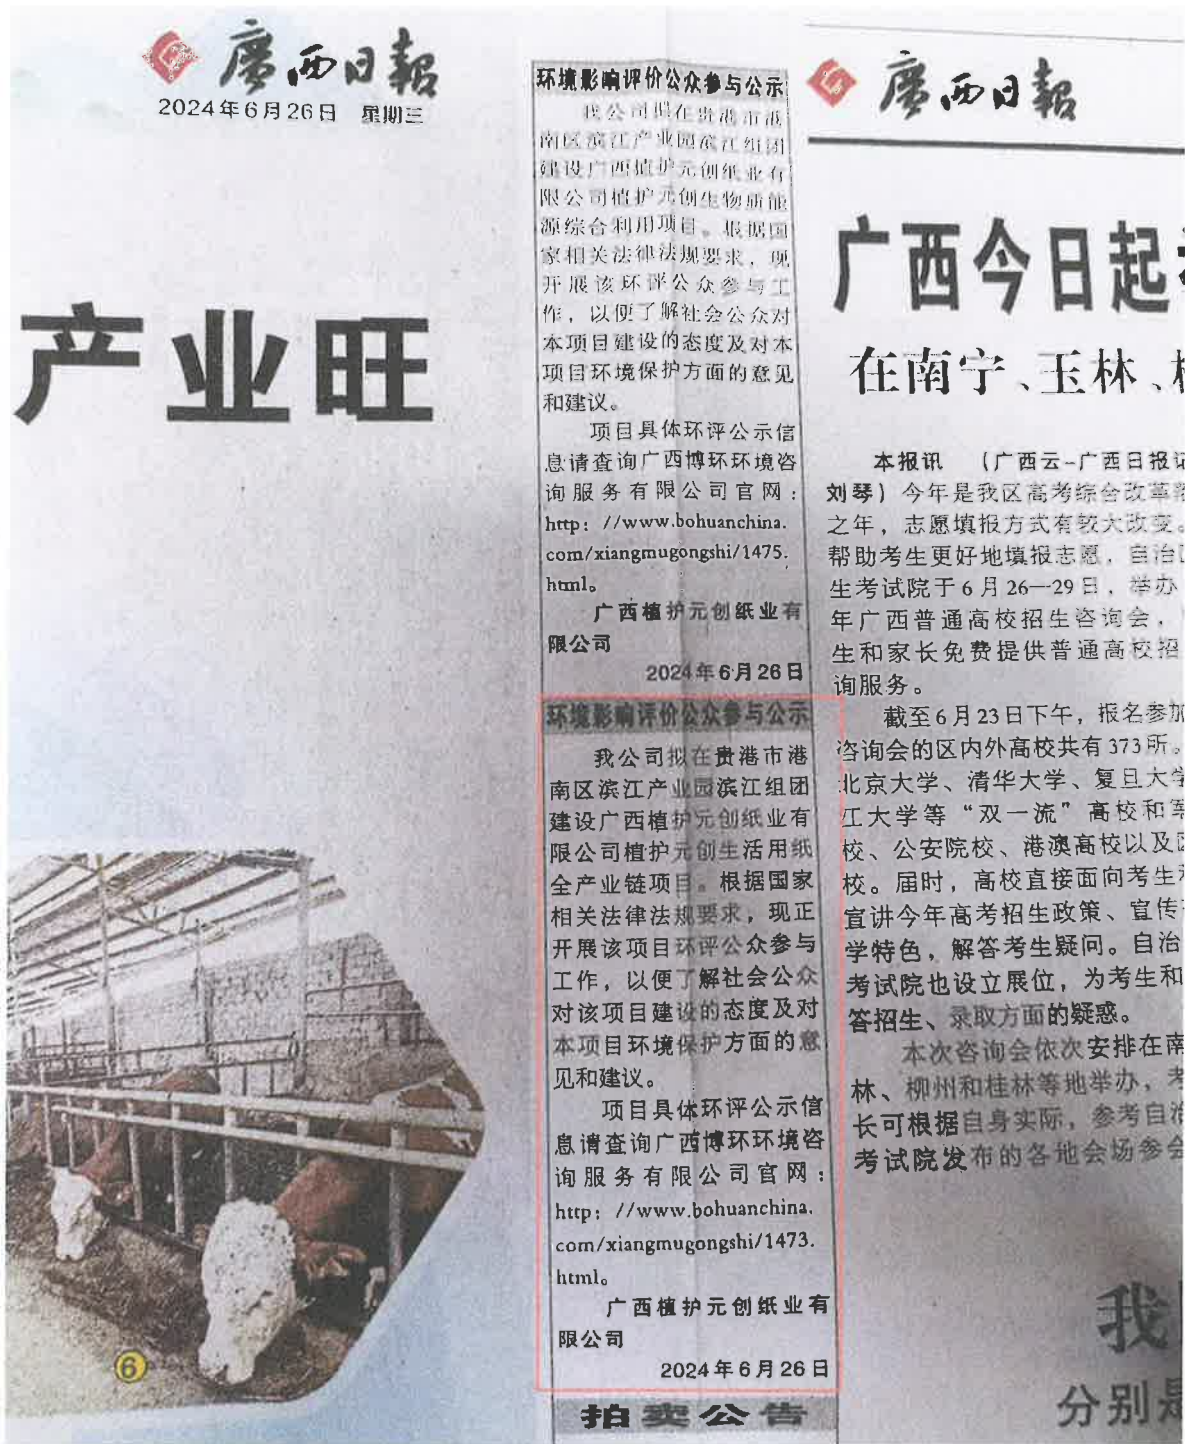 廣西日報
2024年6月26日 星期三
产业旺
6
环境影响评价公众参与公示
我公司拟在贵港市港
南区滨江产业园滨江组团
建设广西植护元创纸业有
限公司植护元创生物质能
源综合利用项目。根据国
家相关法律法规要求，现
开展该环评公众参与工
作，以便了解社会公众对
本项目建设的态度及对本
项目环境保护方面的意见
和建议。
项目具体环评公示信
息请查询广西博环环境咨
询服务有限公司官网：
http：//www.bohuanchina.
com/xiangmugongshi/1475.
html。
广西植护元创纸业有
限公司
2024年6月26日
环境影响评价公众参与公示
我公司拟在贵港市港
南区滨江产业园滨江组团
建设广西植护元创纸业有
限公司植护元创生活用纸
全产业链项目。根据国家
相关法律法规要求，现正
开展该项目环评公众参与
工作，以便了解社会公众
对该项目建设的态度及对
本项目环境保护方面的意
见和建议。
项目具体环评公示信
息请查询广西博环环境咨
询服务有限公司官网：
http：//www.bohuanchina.
com/xiangmugongshi/1473.
html。
广西植护元创纸业有
限公司
2024年6月26日
拍卖公告
廣西日報
广西今日起
在南宁、玉林、
本报讯 （广西云-广西日报记
刘琴）今年是我区高考综合改革
之年，志愿填报方式有较大改变。
帮助考生更好地填报志愿，自治
生考试院于6月26—29日，举办
年广西普通高校招生咨询会，
生和家长免费提供普通高校招
询服务。
截至6月23日下午，报名参加
咨询会的区内外高校共有373所。
北京大学、清华大学、复旦大学
江大学等“双一流”高校和军
校、公安院校、港澳高校以及
校。届时，高校直接面向考生
宣讲今年高考招生政策、宣传
学特色，解答考生疑问。自治
考试院也设立展位，为考生和
答招生、录取方面的疑惑。
本次咨询会依次安排在南
林、柳州和桂林等地举办，考
长可根据自身实际，参考自治
考试院发布的各地会场参会
我
分别是